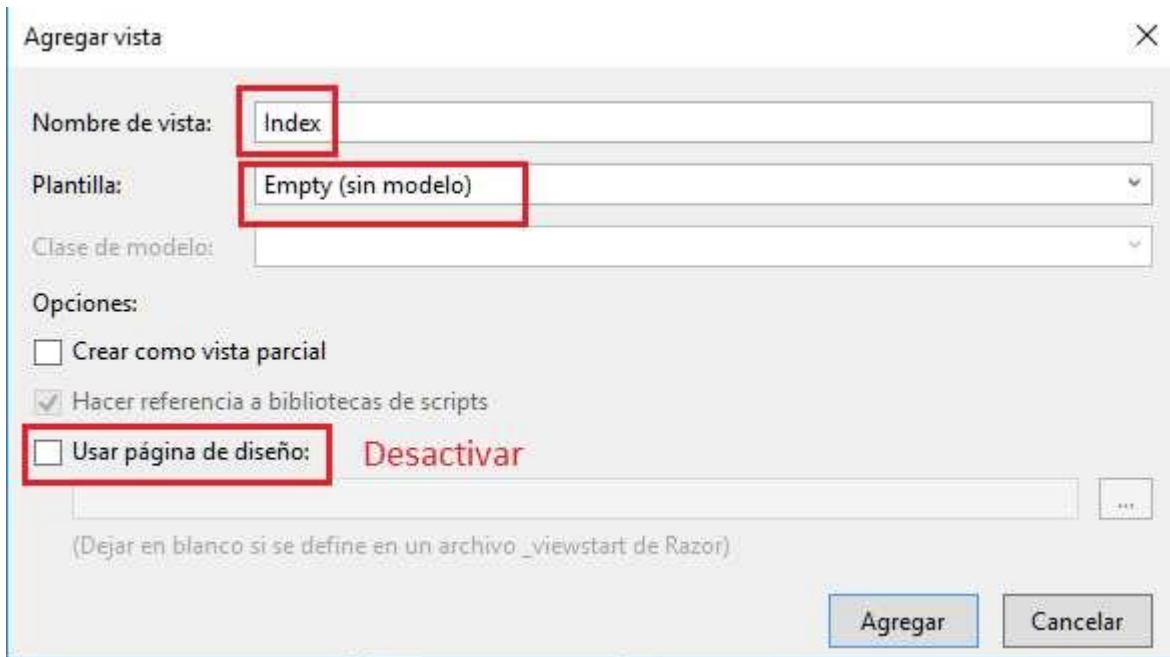 Agregar vista
Nombre de vista: Index
Plantilla: Empty (sin modelo)
Clase de modelo:
Opciones:
Crear como vista parcial
Hacer referencia a bibliotecas de scripts
Usar página de diseño: Desactivar
...
(Dejar en blanco si se define en un archivo _viewstart de Razor)
Agregar Cancelar